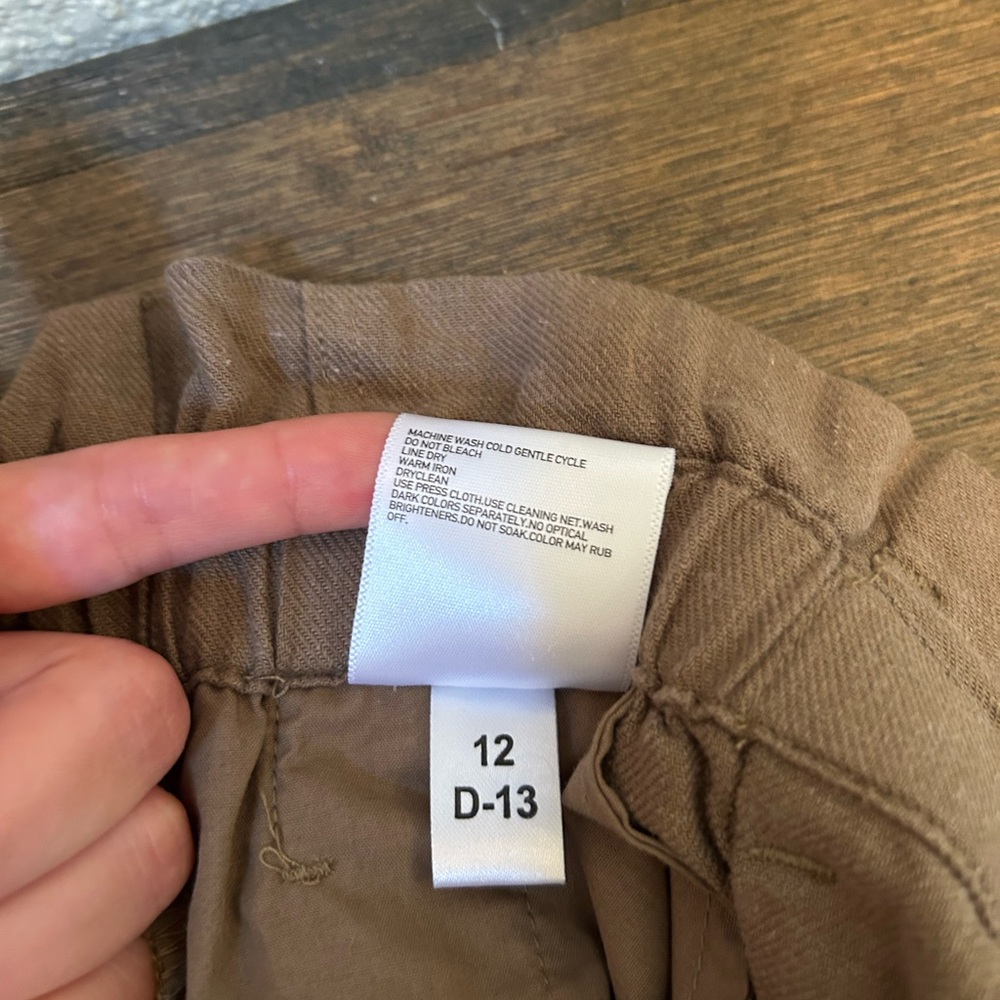 MACHINE WASH COLD GENTLE CYCLE
DO NOT BLEACH
LINE DRY
WARM IRON
DRYCLEAN
USE PRESS CLOTH.USE CLEANING NET.WASH
DARK COLORS SEPARATELY.NO OPTICAL
BRIGHTENERS.DO NOT SOAK.COLOR MAY RUB
OFF.
12
D-13